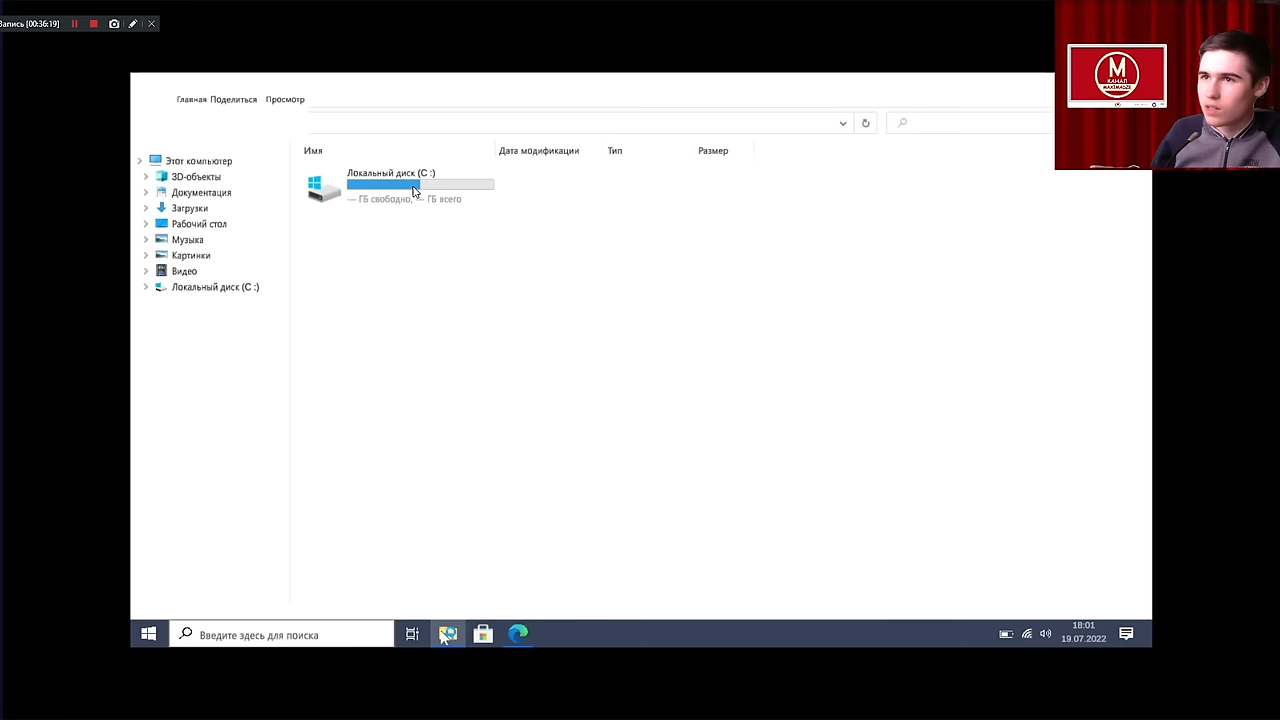 Запись [00:36:19]
М
КАНАЛ
MAXIMADZE
Главная Поделиться Просмотр
Имя Дата модификации Тип Размер
Этот компьютер
3D-объекты
Документация
Загрузки
Рабочий стол
Музыка
Картинки
Видео
Локальный диск (C :)
Локальный диск (C :)
--- ГБ свободно, --- ГБ всего
Введите здесь для поиска
18:01
19.07.2022